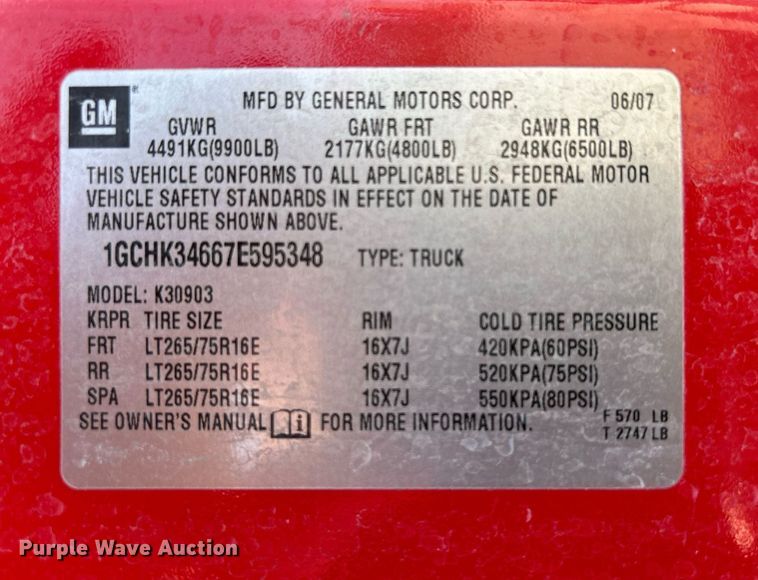 GM MFD BY GENERAL MOTORS CORP. 06/07
GVWR GAWR FRT GAWR RR
4491KG(9900LB) 2177KG(4800LB) 2948KG(6500LB)
THIS VEHICLE CONFORMS TO ALL APPLICABLE U.S. FEDERAL MOTOR
VEHICLE SAFETY STANDARDS IN EFFECT ON THE DATE OF
MANUFACTURE SHOWN ABOVE.
1GCHK34667E595348 TYPE: TRUCK
MODEL: K30903
KRPR TIRE SIZE RIM COLD TIRE PRESSURE
FRT LT265/75R16E 16X7J 420KPA(60PSI)
RR LT265/75R16E 16X7J 520KPA(75PSI)
SPA LT265/75R16E 16X7J 550KPA(80PSI)
SEE OWNER'S MANUAL i FOR MORE INFORMATION. F 570 LB
T 2747 LB
Purple Wave Auction